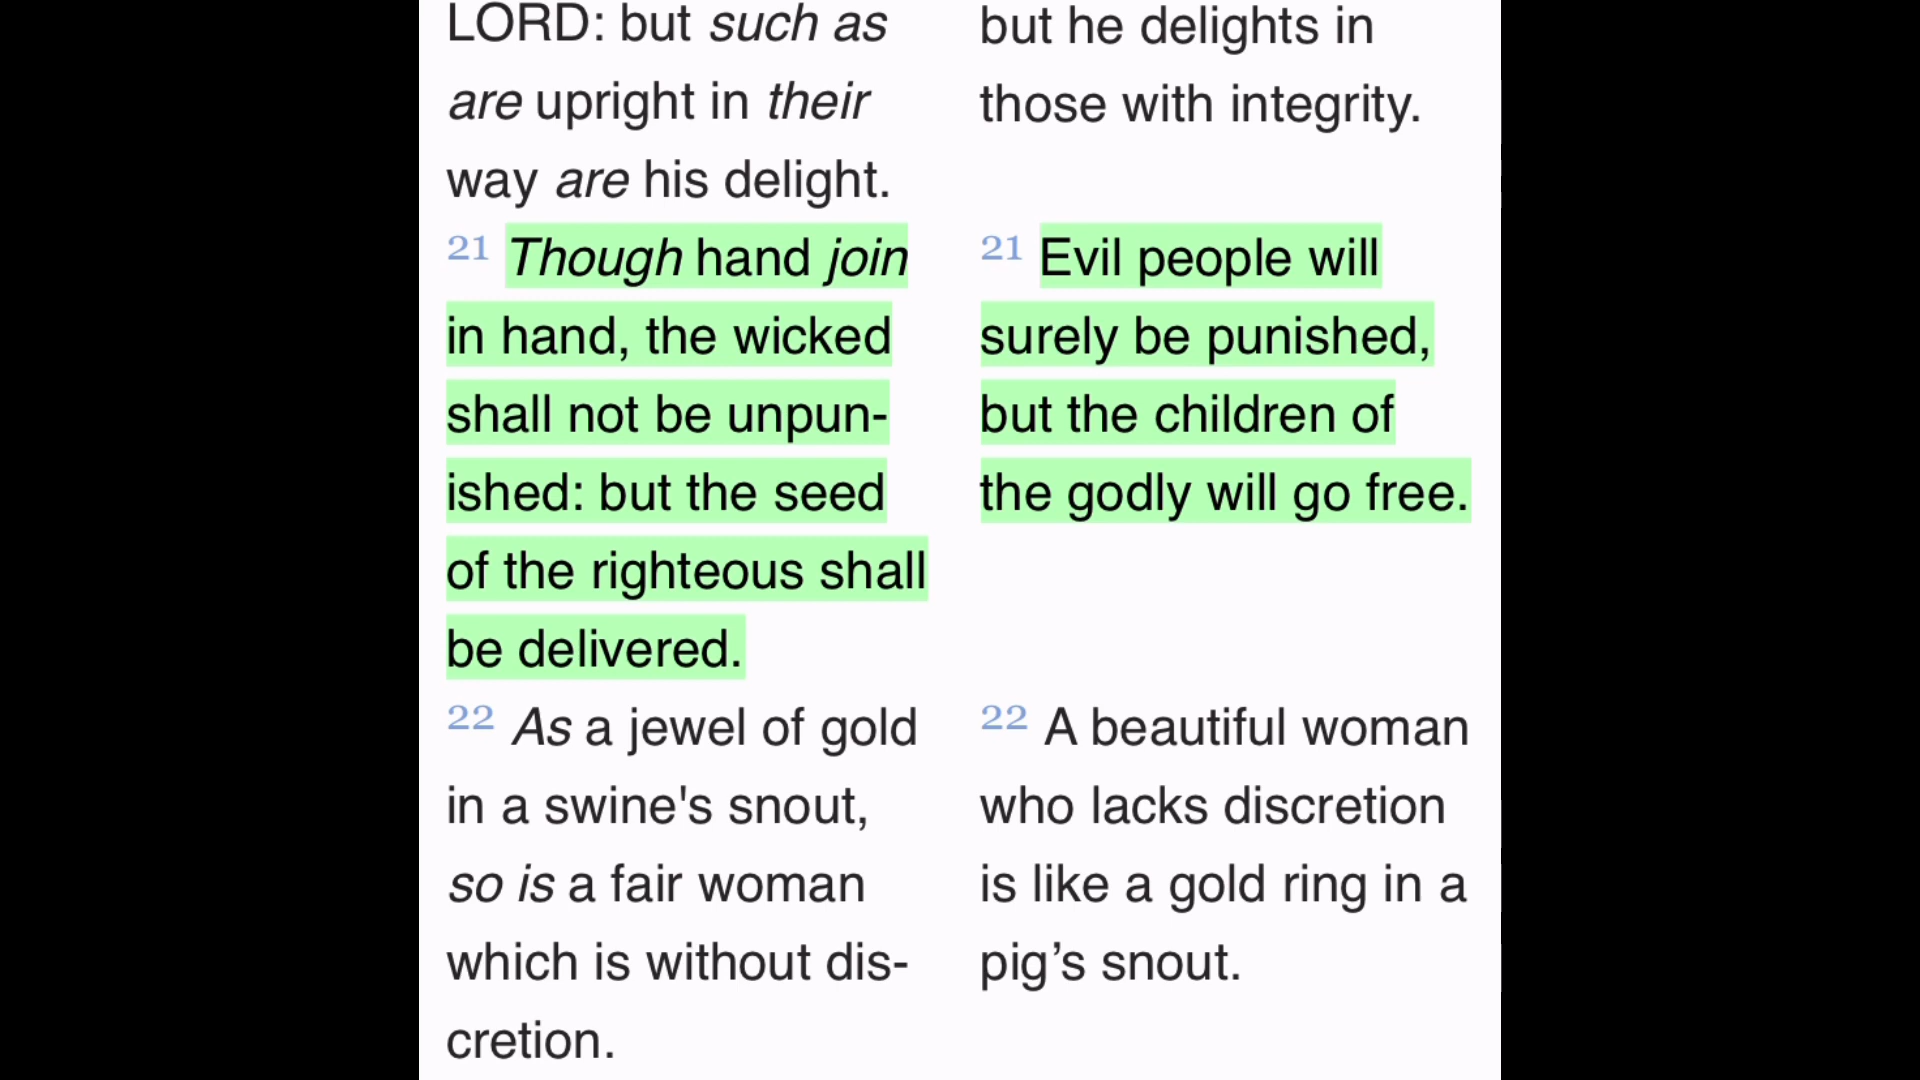 LORD: but such as
are upright in their
way are his delight.
21 Though hand join
in hand, the wicked
shall not be unpun-
ished: but the seed
of the righteous shall
be delivered.
22 As a jewel of gold
in a swine's snout,
so is a fair woman
which is without dis-
cretion.
but he delights in
those with integrity.
21 Evil people will
surely be punished,
but the children of
the godly will go free.
22 A beautiful woman
who lacks discretion
is like a gold ring in a
pig’s snout.